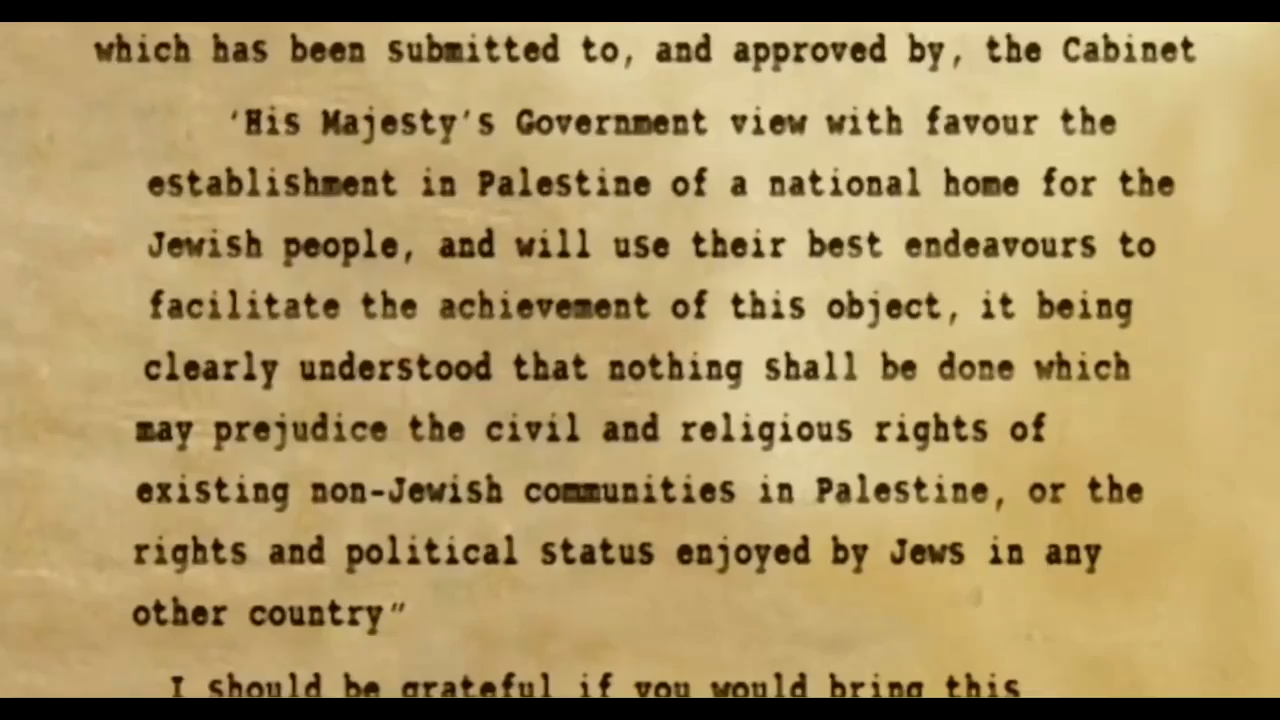 which has been submitted to, and approved by, the Cabinet
'His Majesty's Government view with favour the
establishment in Palestine of a national home for the
Jewish people, and will use their best endeavours to
facilitate the achievement of this object, it being
clearly understood that nothing shall be done which
may prejudice the civil and religious rights of
existing non-Jewish communities in Palestine, or the
rights and political status enjoyed by Jews in any
other country”
I should be grateful if you would bring this